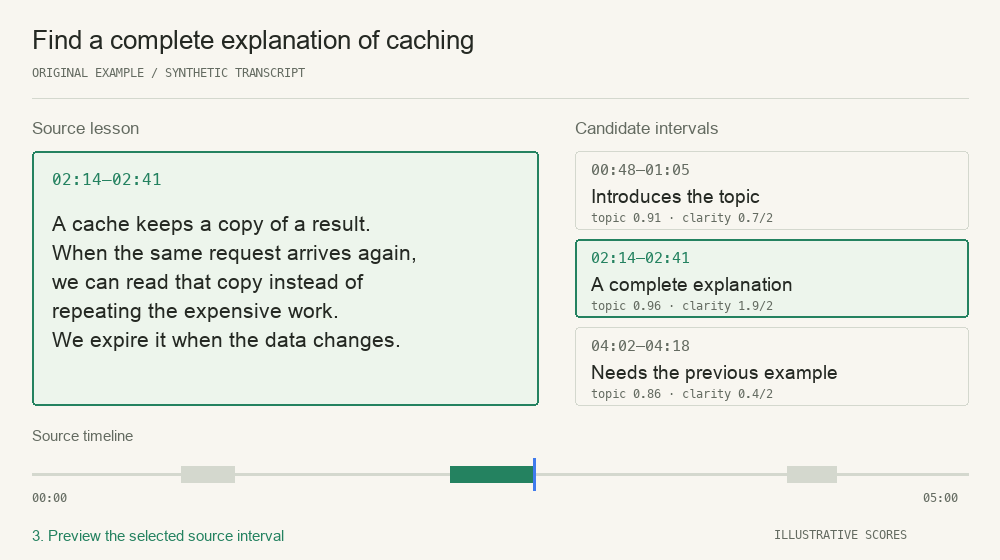 Find a complete explanation of caching
ORIGINAL EXAMPLE / SYNTHETIC TRANSCRIPT
Source lesson
02:14–02:41
A cache keeps a copy of a result.
When the same request arrives again,
we can read that copy instead of
repeating the expensive work.
We expire it when the data changes.
Candidate intervals
00:48–01:05
Introduces the topic
topic 0.91 · clarity 0.7/2
02:14–02:41
A complete explanation
topic 0.96 · clarity 1.9/2
04:02–04:18
Needs the previous example
topic 0.86 · clarity 0.4/2
Source timeline
00:00
05:00
3. Preview the selected source interval
ILLUSTRATIVE SCORES